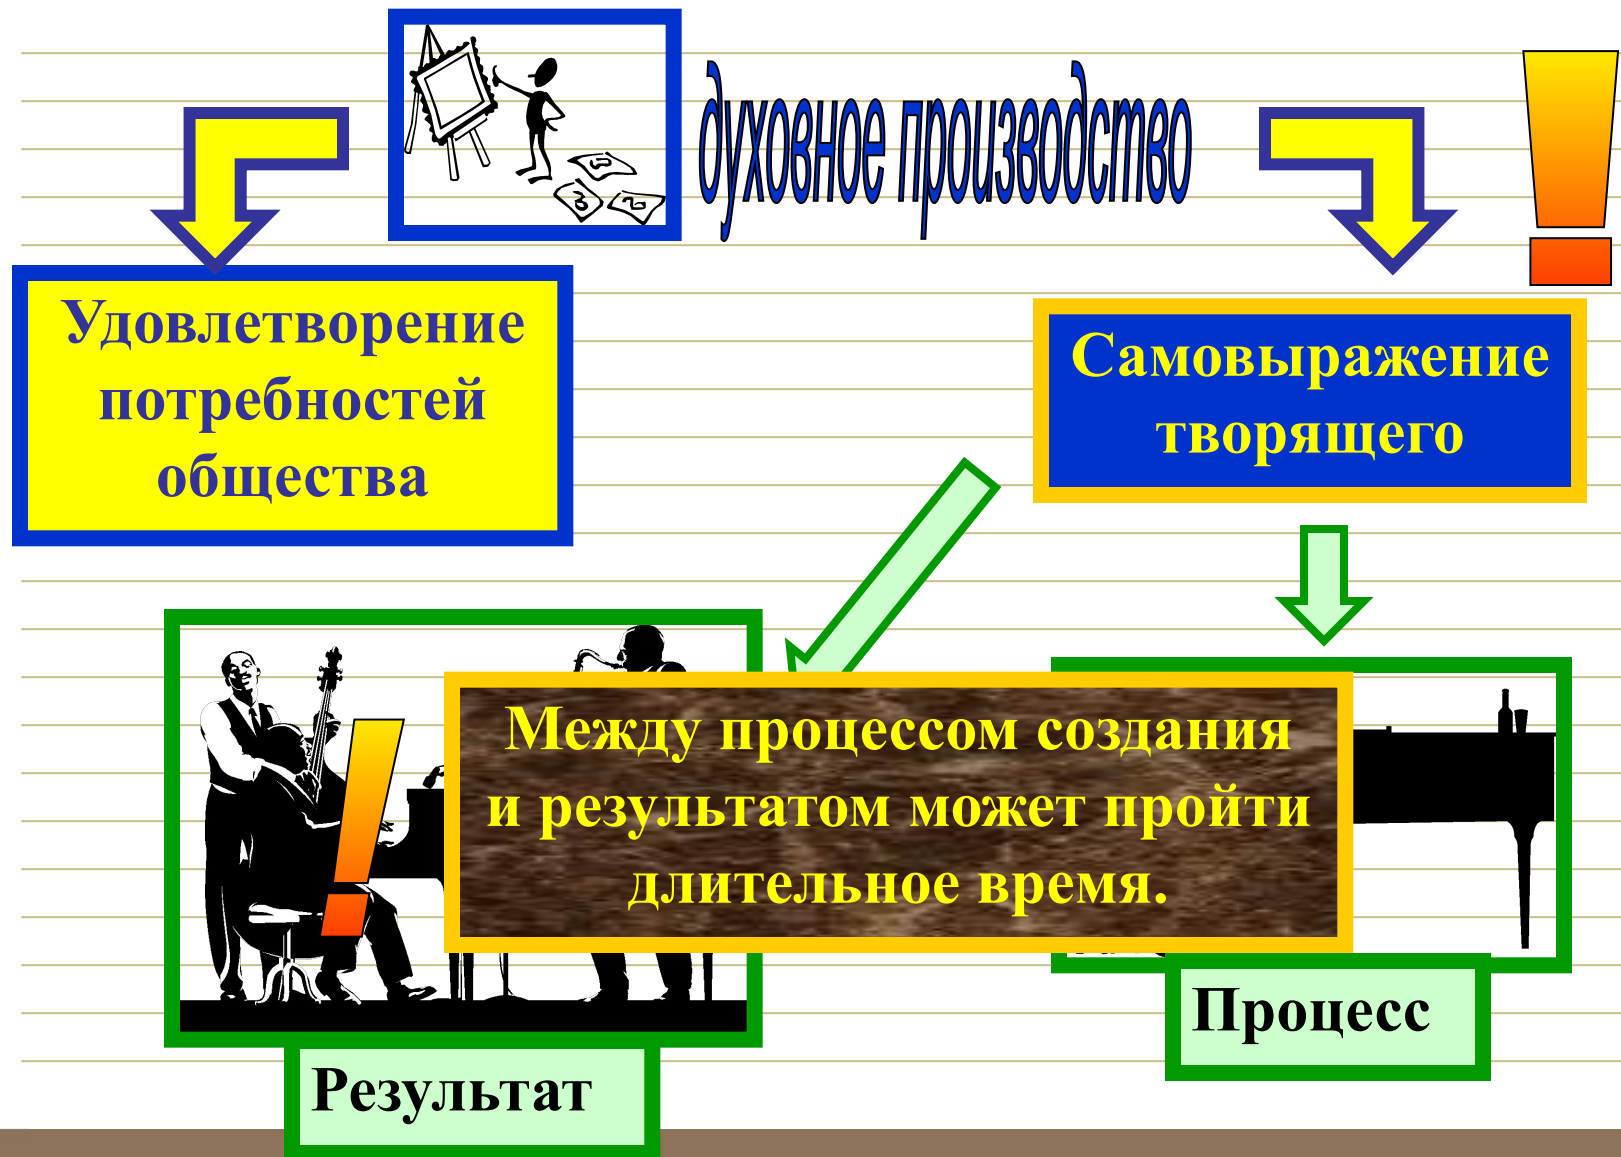 духовное производство
!
Удовлетворение
потребностей
общества
Самовыражение
творящего
!
Между процессом создания
и результатом может пройти
длительное время.
Процесс
Результат